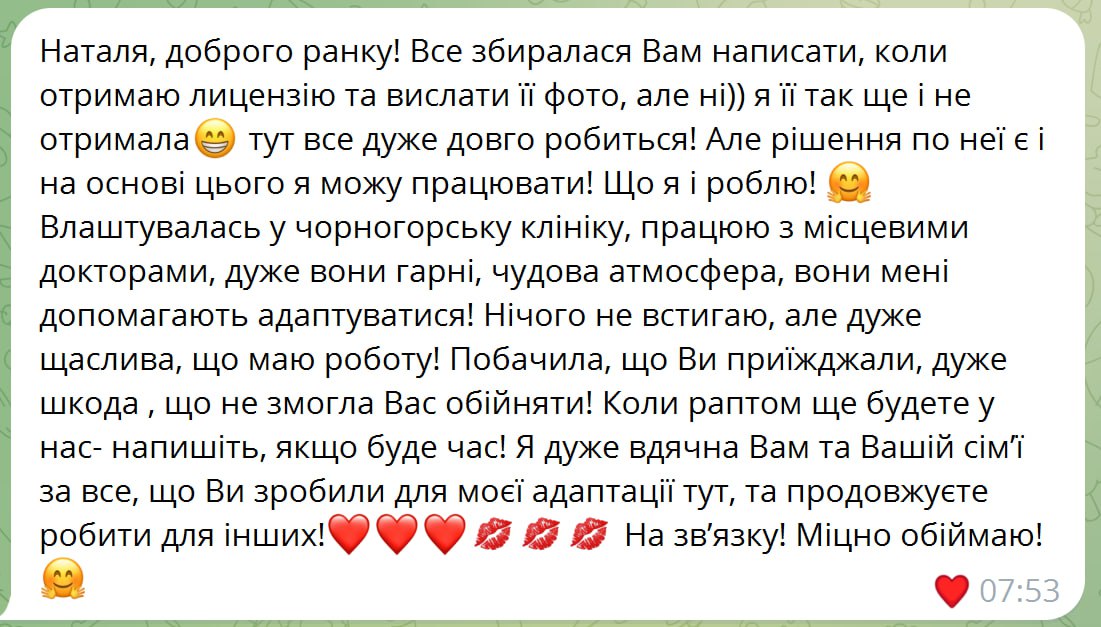 Наталя, доброго ранку! Все збиралася Вам написати, коли
отримаю лицензію та вислати її фото, але ні)) я її так ще і не
отримала😁 тут все дуже довго робиться! Але рішення по неї є і
на основі цього я можу працювати! Що я і роблю! 🤗
Влаштувалась у чорногорську клініку, працюю з місцевими
докторами, дуже вони гарні, чудова атмосфера, вони мені
допомагають адаптуватися! Нічого не встигаю, але дуже
щаслива, що маю роботу! Побачила, що Ви приїжджали, дуже
шкода , що не змогла Вас обійняти! Коли раптом ще будете у
нас- напишіть, якщо буде час! Я дуже вдячна Вам та Вашій сім’ї
за все, що Ви зробили для моєї адаптації тут, та продовжуєте
робити для інших!❤️❤️❤️💋💋💋 На зв’язку! Міцно обіймаю!
🤗
❤️ 07:53